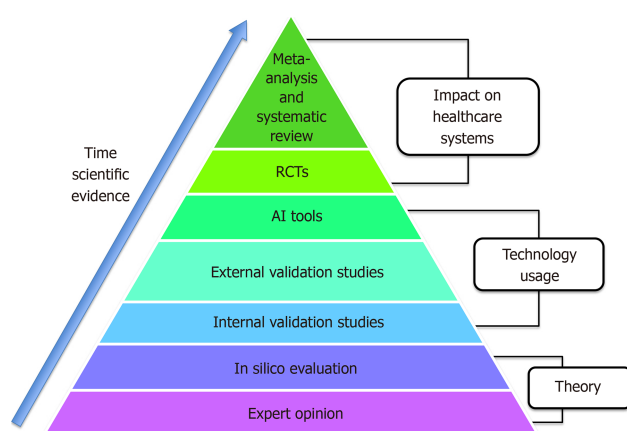 Meta-
analysis
and
systematic
review
RCTs
AI tools
External validation studies
Internal validation studies
In silico evaluation
Expert opinion
Time
scientific
evidence
Impact on
healthcare
systems
Technology
usage
Theory